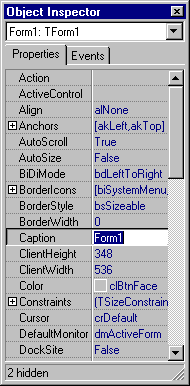 Object Inspector
Form1: TForm1
Properties Events
Action
ActiveControl
Align alNone
Anchors [akLeft,akTop]
AutoScroll True
AutoSize False
BiDiMode bdLeftToRight
BorderIcons [biSystemMenu,
BorderStyle bsSizeable
BorderWidth 0
Caption Form1
ClientHeight 348
ClientWidth 536
Color clBtnFace
Constraints (TSizeConstrain
Cursor crDefault
DefaultMonitor dmActiveForm
DockSite False
2 hidden